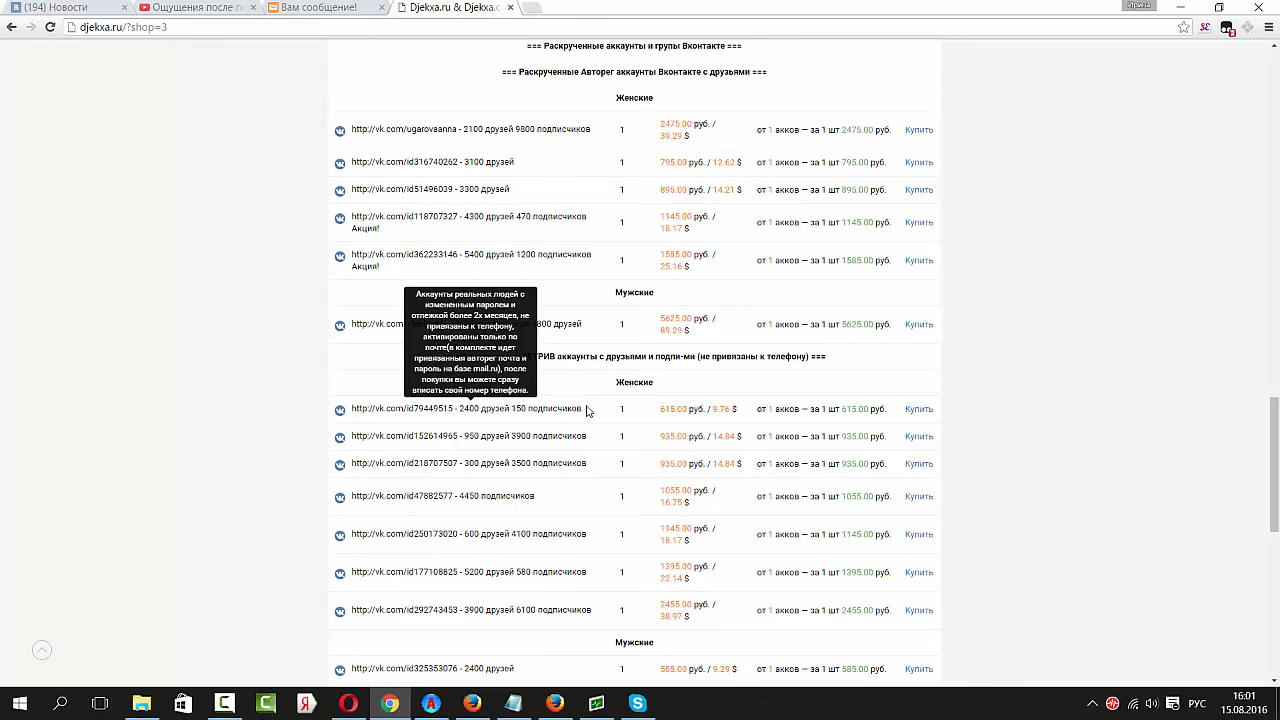 (194) Новости
Ощущения после п
Вам сообщение!
Djekxa.ru & Djekxa.c
Ирина
djekxa.ru/?shop=3
=== Раскрученные аккаунты и групы Вконтакте ===
=== Раскрученные Авторег аккаунты Вконтакте с друзьями ===
Женские
http://vk.com/ugarovaanna - 2100 друзей 9800 подписчиков 1 2475.00 руб. / 39.29 $ от 1 акков — за 1 шт 2475.00 руб. Купить
http://vk.com/id316740262 - 3100 друзей 1 795.00 руб. / 12.62 $ от 1 акков — за 1 шт 795.00 руб. Купить
http://vk.com/id51496039 - 3300 друзей 1 895.00 руб. / 14.21 $ от 1 акков — за 1 шт 895.00 руб. Купить
http://vk.com/id118707327 - 4300 друзей 470 подписчиков 1 1145.00 руб. / 18.17 $ от 1 акков — за 1 шт 1145.00 руб. Купить
Акция!
http://vk.com/id362233146 - 5400 друзей 1200 подписчиков 1 1585.00 руб. / 25.16 $ от 1 акков — за 1 шт 1585.00 руб. Купить
Акция!
Мужские
Аккаунты реальных людей с
измененным паролем и
отлежкой более 2х месяцев, не
привязаны к телефону,
активированы только по
почте(в комплекте идет
привязанная авторег почта и
пароль на базе mail.ru), после
покупки вы можете сразу
вписать свой номер телефона.
800 друзей 1 5625.00 руб. / 89.29 $ от 1 акков — за 1 шт 5625.00 руб. Купить
аккаунты с друзьями и подпи-ми (не привязаны к телефону) ===
Женские
http://vk.com/id79449515 - 2400 друзей 150 подписчиков 1 615.00 руб. / 9.76 $ от 1 акков — за 1 шт 615.00 руб. Купить
http://vk.com/id152614965 - 950 друзей 3900 подписчиков 1 935.00 руб. / 14.84 $ от 1 акков — за 1 шт 935.00 руб. Купить
http://vk.com/id218707507 - 300 друзей 3500 подписчиков 1 935.00 руб. / 14.84 $ от 1 акков — за 1 шт 935.00 руб. Купить
http://vk.com/id47882577 - 4450 подписчиков 1 1055.00 руб. / 16.75 $ от 1 акков — за 1 шт 1055.00 руб. Купить
http://vk.com/id250173020 - 600 друзей 4100 подписчиков 1 1145.00 руб. / 18.17 $ от 1 акков — за 1 шт 1145.00 руб. Купить
http://vk.com/id177108825 - 5200 друзей 580 подписчиков 1 1395.00 руб. / 22.14 $ от 1 акков — за 1 шт 1395.00 руб. Купить
http://vk.com/id292743453 - 3900 друзей 6100 подписчиков 1 2455.00 руб. / 38.97 $ от 1 акков — за 1 шт 2455.00 руб. Купить
Мужские
http://vk.com/id325353076 - 2400 друзей 1 585.00 руб. / 9.29 $ от 1 акков — за 1 шт 585.00 руб. Купить
РУС
16:01
15.08.2016